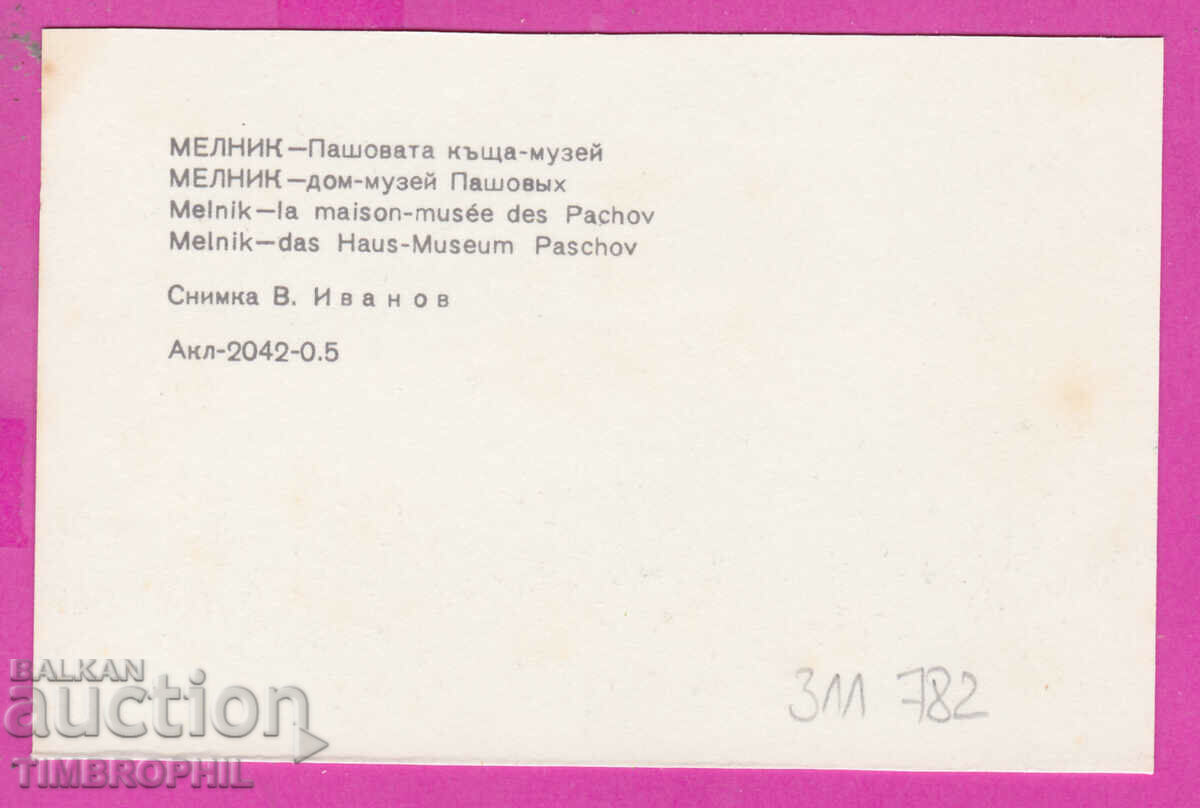 МЕЛНИК—Пашовата къща-музей
МЕЛНИК—дом-музей Пашовых
Melnik—la maison-musée des Pachov
Melnik—das Haus-Museum Paschov
Снимка В. Иванов
Акл-2042-0.5
311 782
BALKAN
auction
TIMBROPHIL